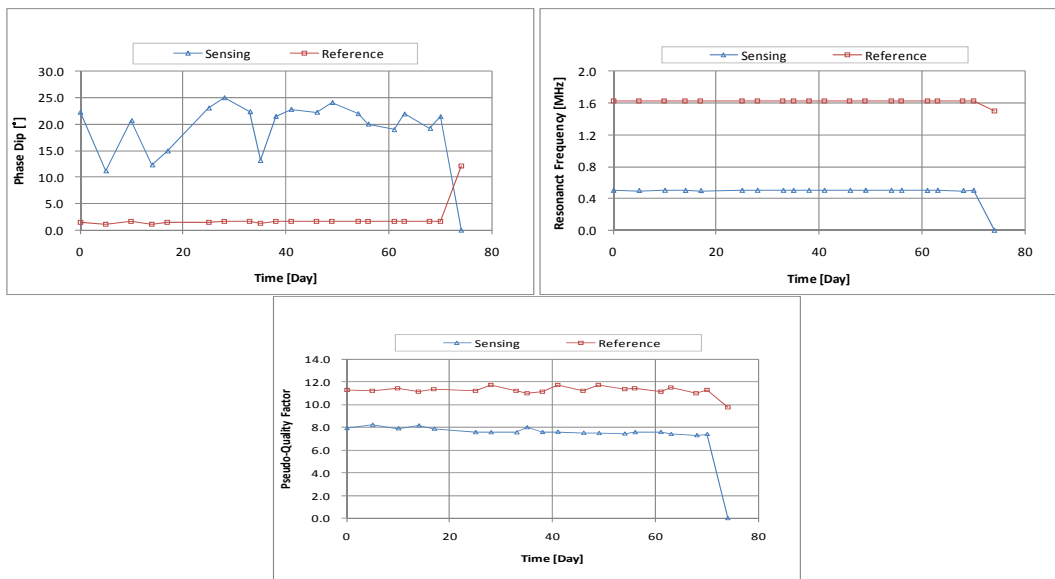 Sensing Reference
30.0
25.0
20.0
15.0
10.0
5.0
0.0
Phase Dip [°]
0 20 40 60 80
Time [Day]
Sensing Reference
2.0
1.6
1.2
0.8
0.4
0.0
Resonanct Frequency [MHz]
0 20 40 60 80
Time [Day]
Sensing Reference
14.0
12.0
10.0
8.0
6.0
4.0
2.0
0.0
Pseudo-Quality Factor
0 20 40 60 80
Time [Day]